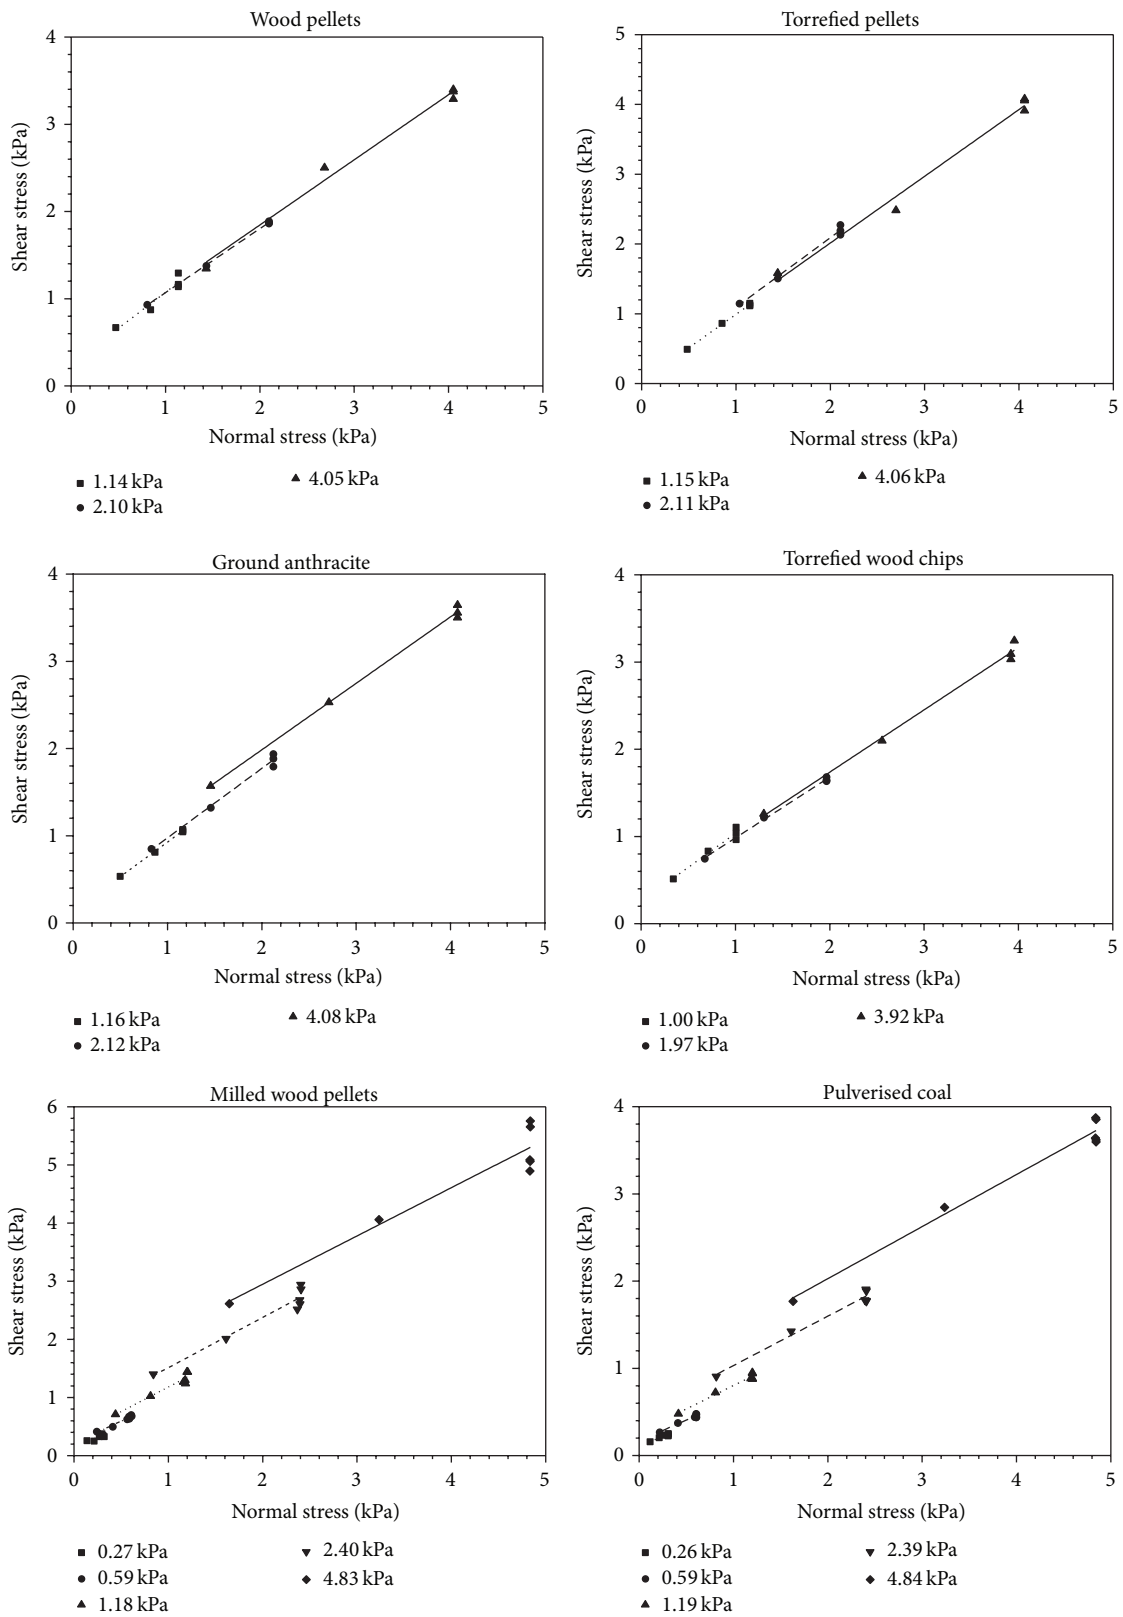 Wood pellets
4
3
2
1
0
0 1 2 3 4 5
Shear stress (kPa)
Normal stress (kPa)
1.14 kPa
2.10 kPa
4.05 kPa
Torrefied pellets
5
4
3
2
1
0
0 1 2 3 4 5
Shear stress (kPa)
Normal stress (kPa)
1.15 kPa
2.11 kPa
4.06 kPa
Ground anthracite
4
3
2
1
0
0 1 2 3 4 5
Shear stress (kPa)
Normal stress (kPa)
1.16 kPa
2.12 kPa
4.08 kPa
Torrefied wood chips
4
3
2
1
0
0 1 2 3 4 5
Shear stress (kPa)
Normal stress (kPa)
1.00 kPa
1.97 kPa
3.92 kPa
Milled wood pellets
6
5
4
3
2
1
0
0 1 2 3 4 5
Shear stress (kPa)
Normal stress (kPa)
0.27 kPa
0.59 kPa
1.18 kPa
2.40 kPa
4.83 kPa
Pulverised coal
4
3
2
1
0
0 1 2 3 4 5
Shear stress (kPa)
Normal stress (kPa)
0.26 kPa
0.59 kPa
1.19 kPa
2.39 kPa
4.84 kPa